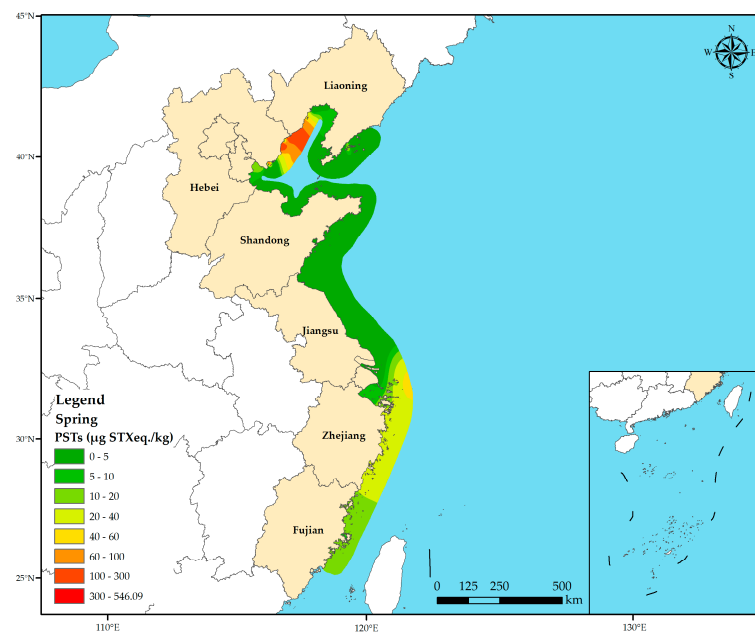 45°N
N
W
E
S
Liaoning
40°N
Hebei
Shandong
35°N
Jiangsu
Legend
Spring
PSTs (μg STXeq./kg)
0 - 5
5 - 10
10 - 20
20 - 40
40 - 60
60 - 100
100 - 300
300 - 546.09
30°N
Zhejiang
Fujian
25°N
0 125 250 500
km
110°E 120°E 130°E